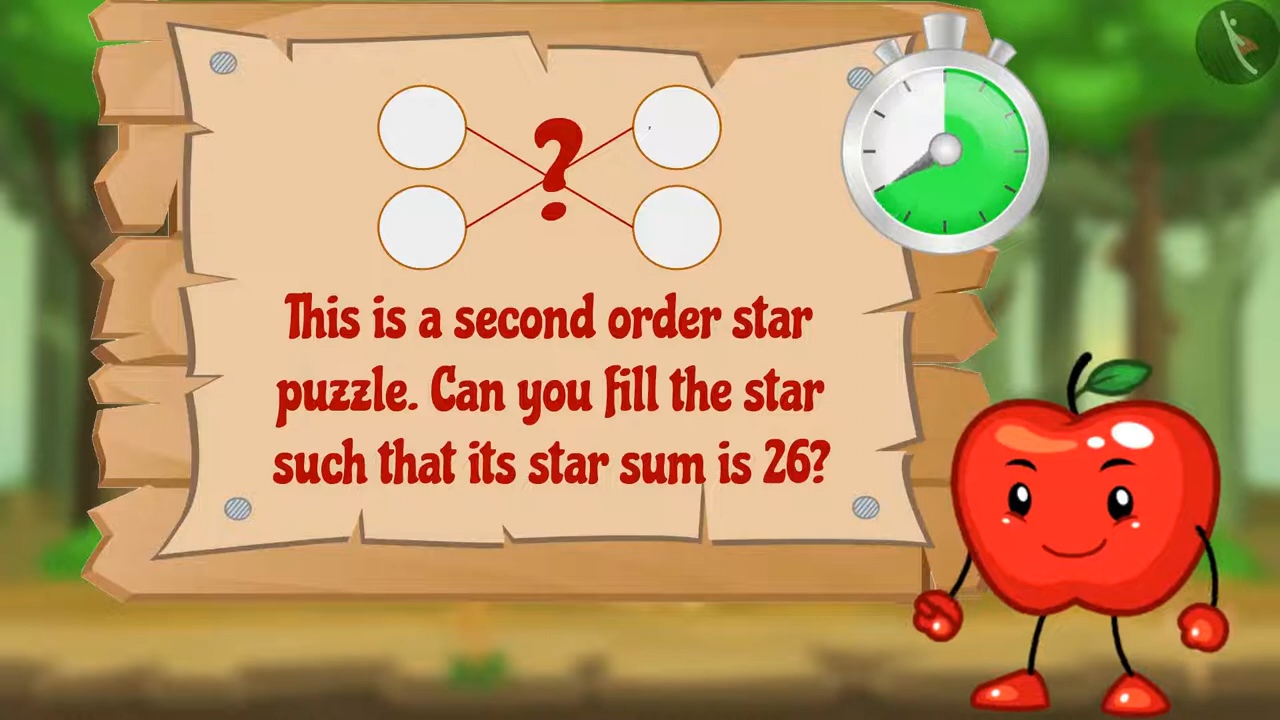 ?
This is a second order star
puzzle. Can you fill the star
such that its star sum is 26?